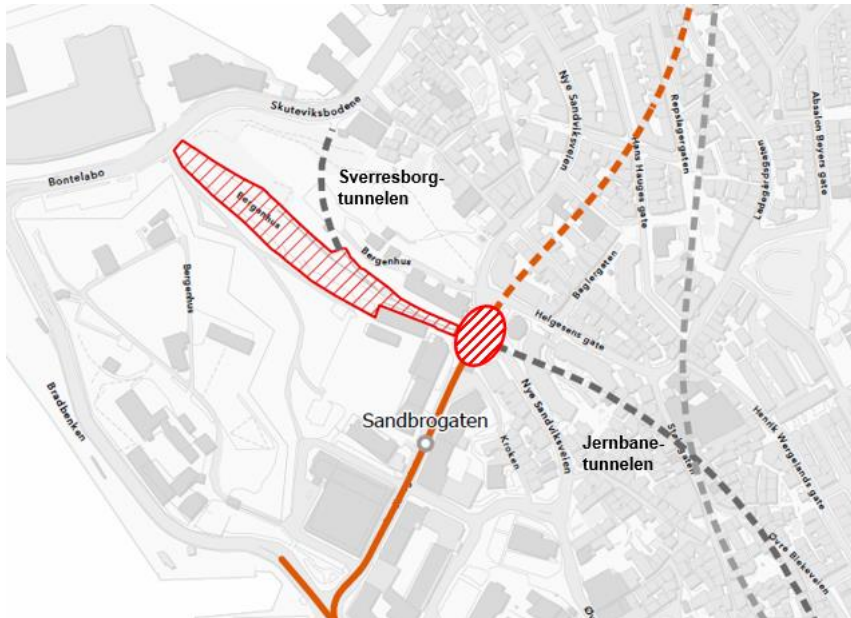 Skuteviksbodene
Bontelabo
Sverresborg-
tunnelen
Bergenhus
Bergenhus
Bergenhus
Bradbenken
Nye Sandviksveien
Hans Hauges gate
Repslagergaten
Absalon Beyers gate
Ladegårdsgaten
Baglergaten
Helgesens gate
Sandbrogaten
Nye Sandviksveien
Kroken
Jernbane-
tunnelen
Henrik Wergelands gate
Øvre Blekeveien